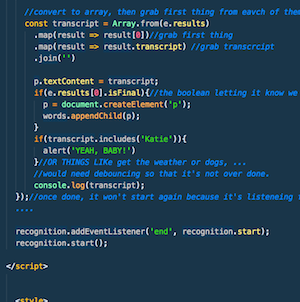 //convert to array, then grab first thing from eavch of them
const transcript = Array.from(e.results)
.map(result => result[0])//grab first thing
.map(result => result.transcript) //grab transcrcipt
.join('')
p.textContent = transcript;
if(e.results[0].isFinal){//the boolean letting it know we
p = document.createElement('p');
words.appendChild(p);
}
if(transcript.includes('Katie')){
alert('YEAH, BABY!')
}//OR THINGS LIKe get the weather or dogs, ...
//would need debouncing so that it's not over done.
console.log(transcript);
});//once done, it won't start again because it's listeneing
....
recognition.addEventListener('end', recognition.start);
recognition.start();
</script>
<style>